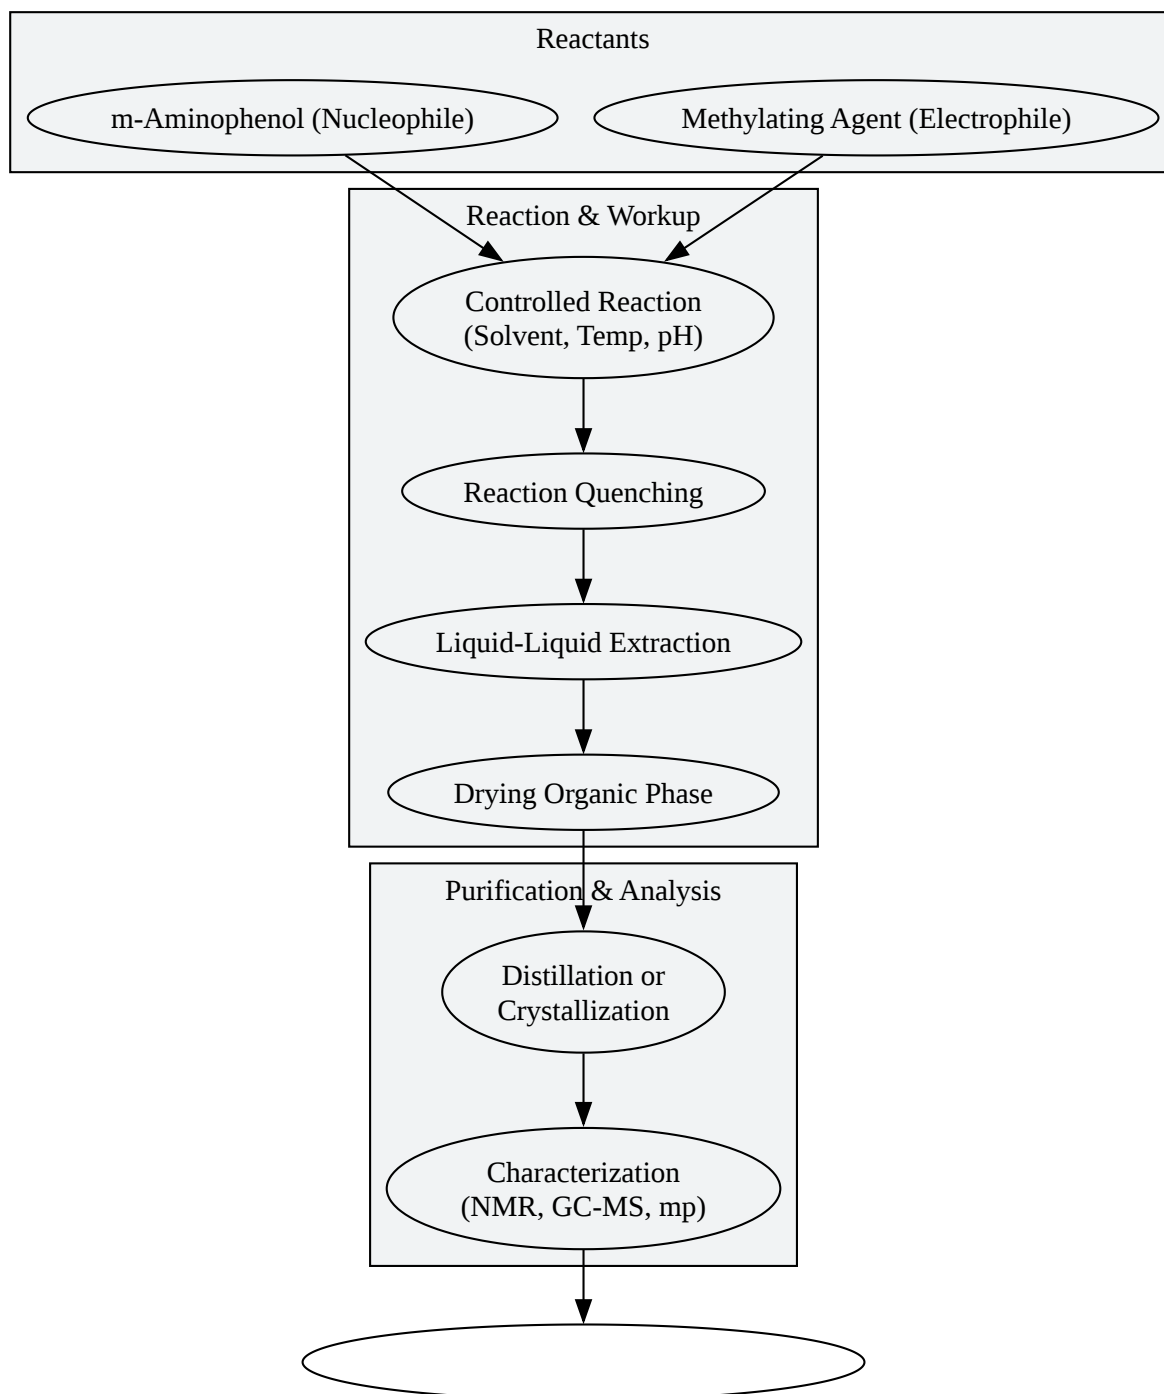 Reactants
m-Aminophenol (Nucleophile)
Methylating Agent (Electrophile)
Reaction & Workup
Controlled Reaction
(Solvent, Temp, pH)
Reaction Quenching
Liquid-Liquid Extraction
Drying Organic Phase
Purification & Analysis
Distillation or
Crystallization
Characterization
(NMR, GC-MS, mp)